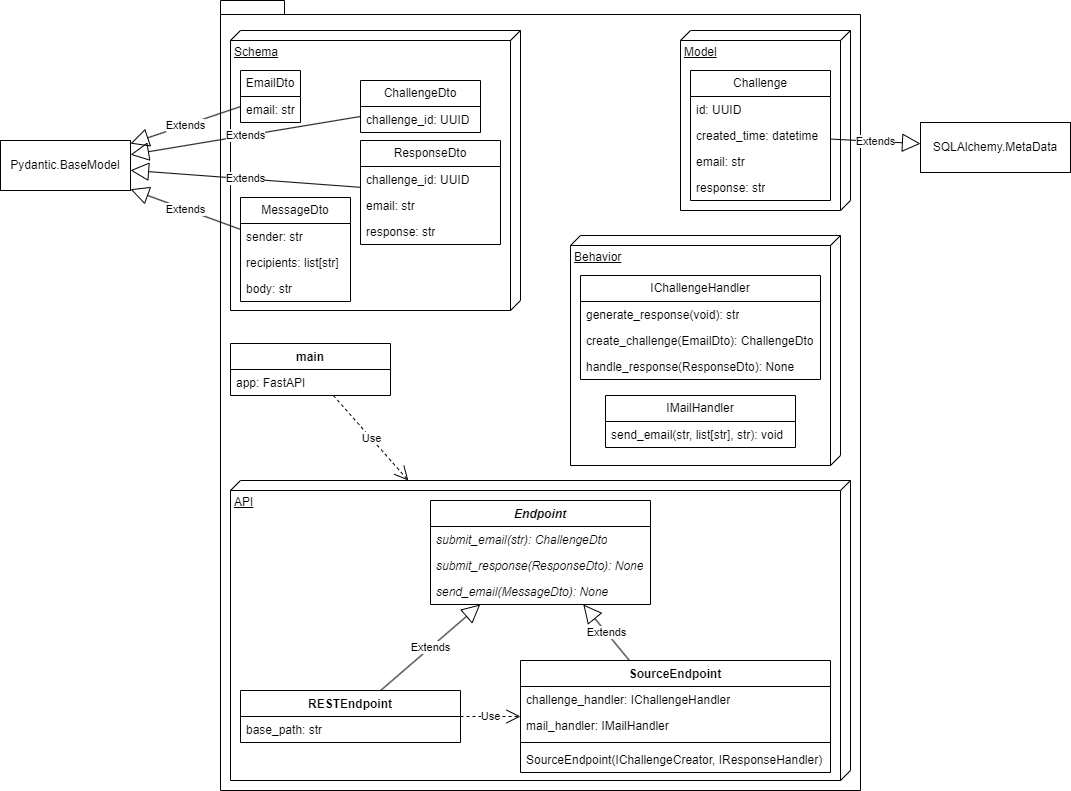 Schema
EmailDto
email: str
ChallengeDto
challenge_id: UUID
ResponseDto
challenge_id: UUID
email: str
response: str
MessageDto
sender: str
recipients: list[str]
body: str
Extends
Extends
Extends
Extends
Pydantic.BaseModel
Model
Challenge
id: UUID
created_time: datetime
email: str
response: str
Extends
SQLAlchemy.MetaData
Behavior
IChallengeHandler
generate_response(void): str
create_challenge(EmailDto): ChallengeDto
handle_response(ResponseDto): None
IMailHandler
send_email(str, list[str], str): void
main
app: FastAPI
Use
API
Endpoint
submit_email(str): ChallengeDto
submit_response(ResponseDto): None
send_email(MessageDto): None
Extends
Extends
RESTEndpoint
base_path: str
Use
SourceEndpoint
challenge_handler: IChallengeHandler
mail_handler: IMailHandler
SourceEndpoint(IChallengeCreator, IResponseHandler)